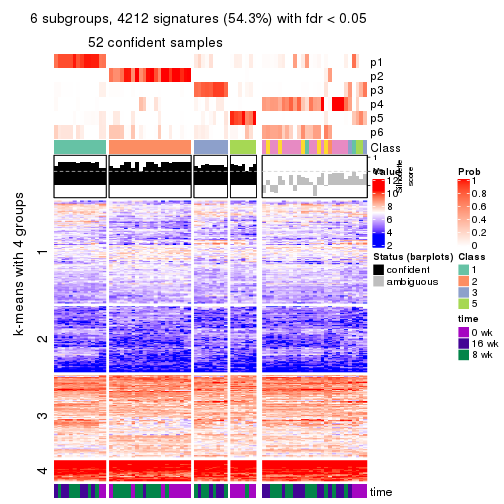 6 subgroups, 4212 signatures (54.3%) with fdr < 0.05
52 confident samples
p1
p2
p3
p4
p5
p6
Class
1
Silhouette
score
Value
12
10
8
6
4
2
Prob
1
0.8
0.6
0.4
0.2
0
Status (barplots)
confident
ambiguous
Class
1
2
3
5
time
0 wk
16 wk
8 wk
k-means with 4 groups
1
2
3
4
time